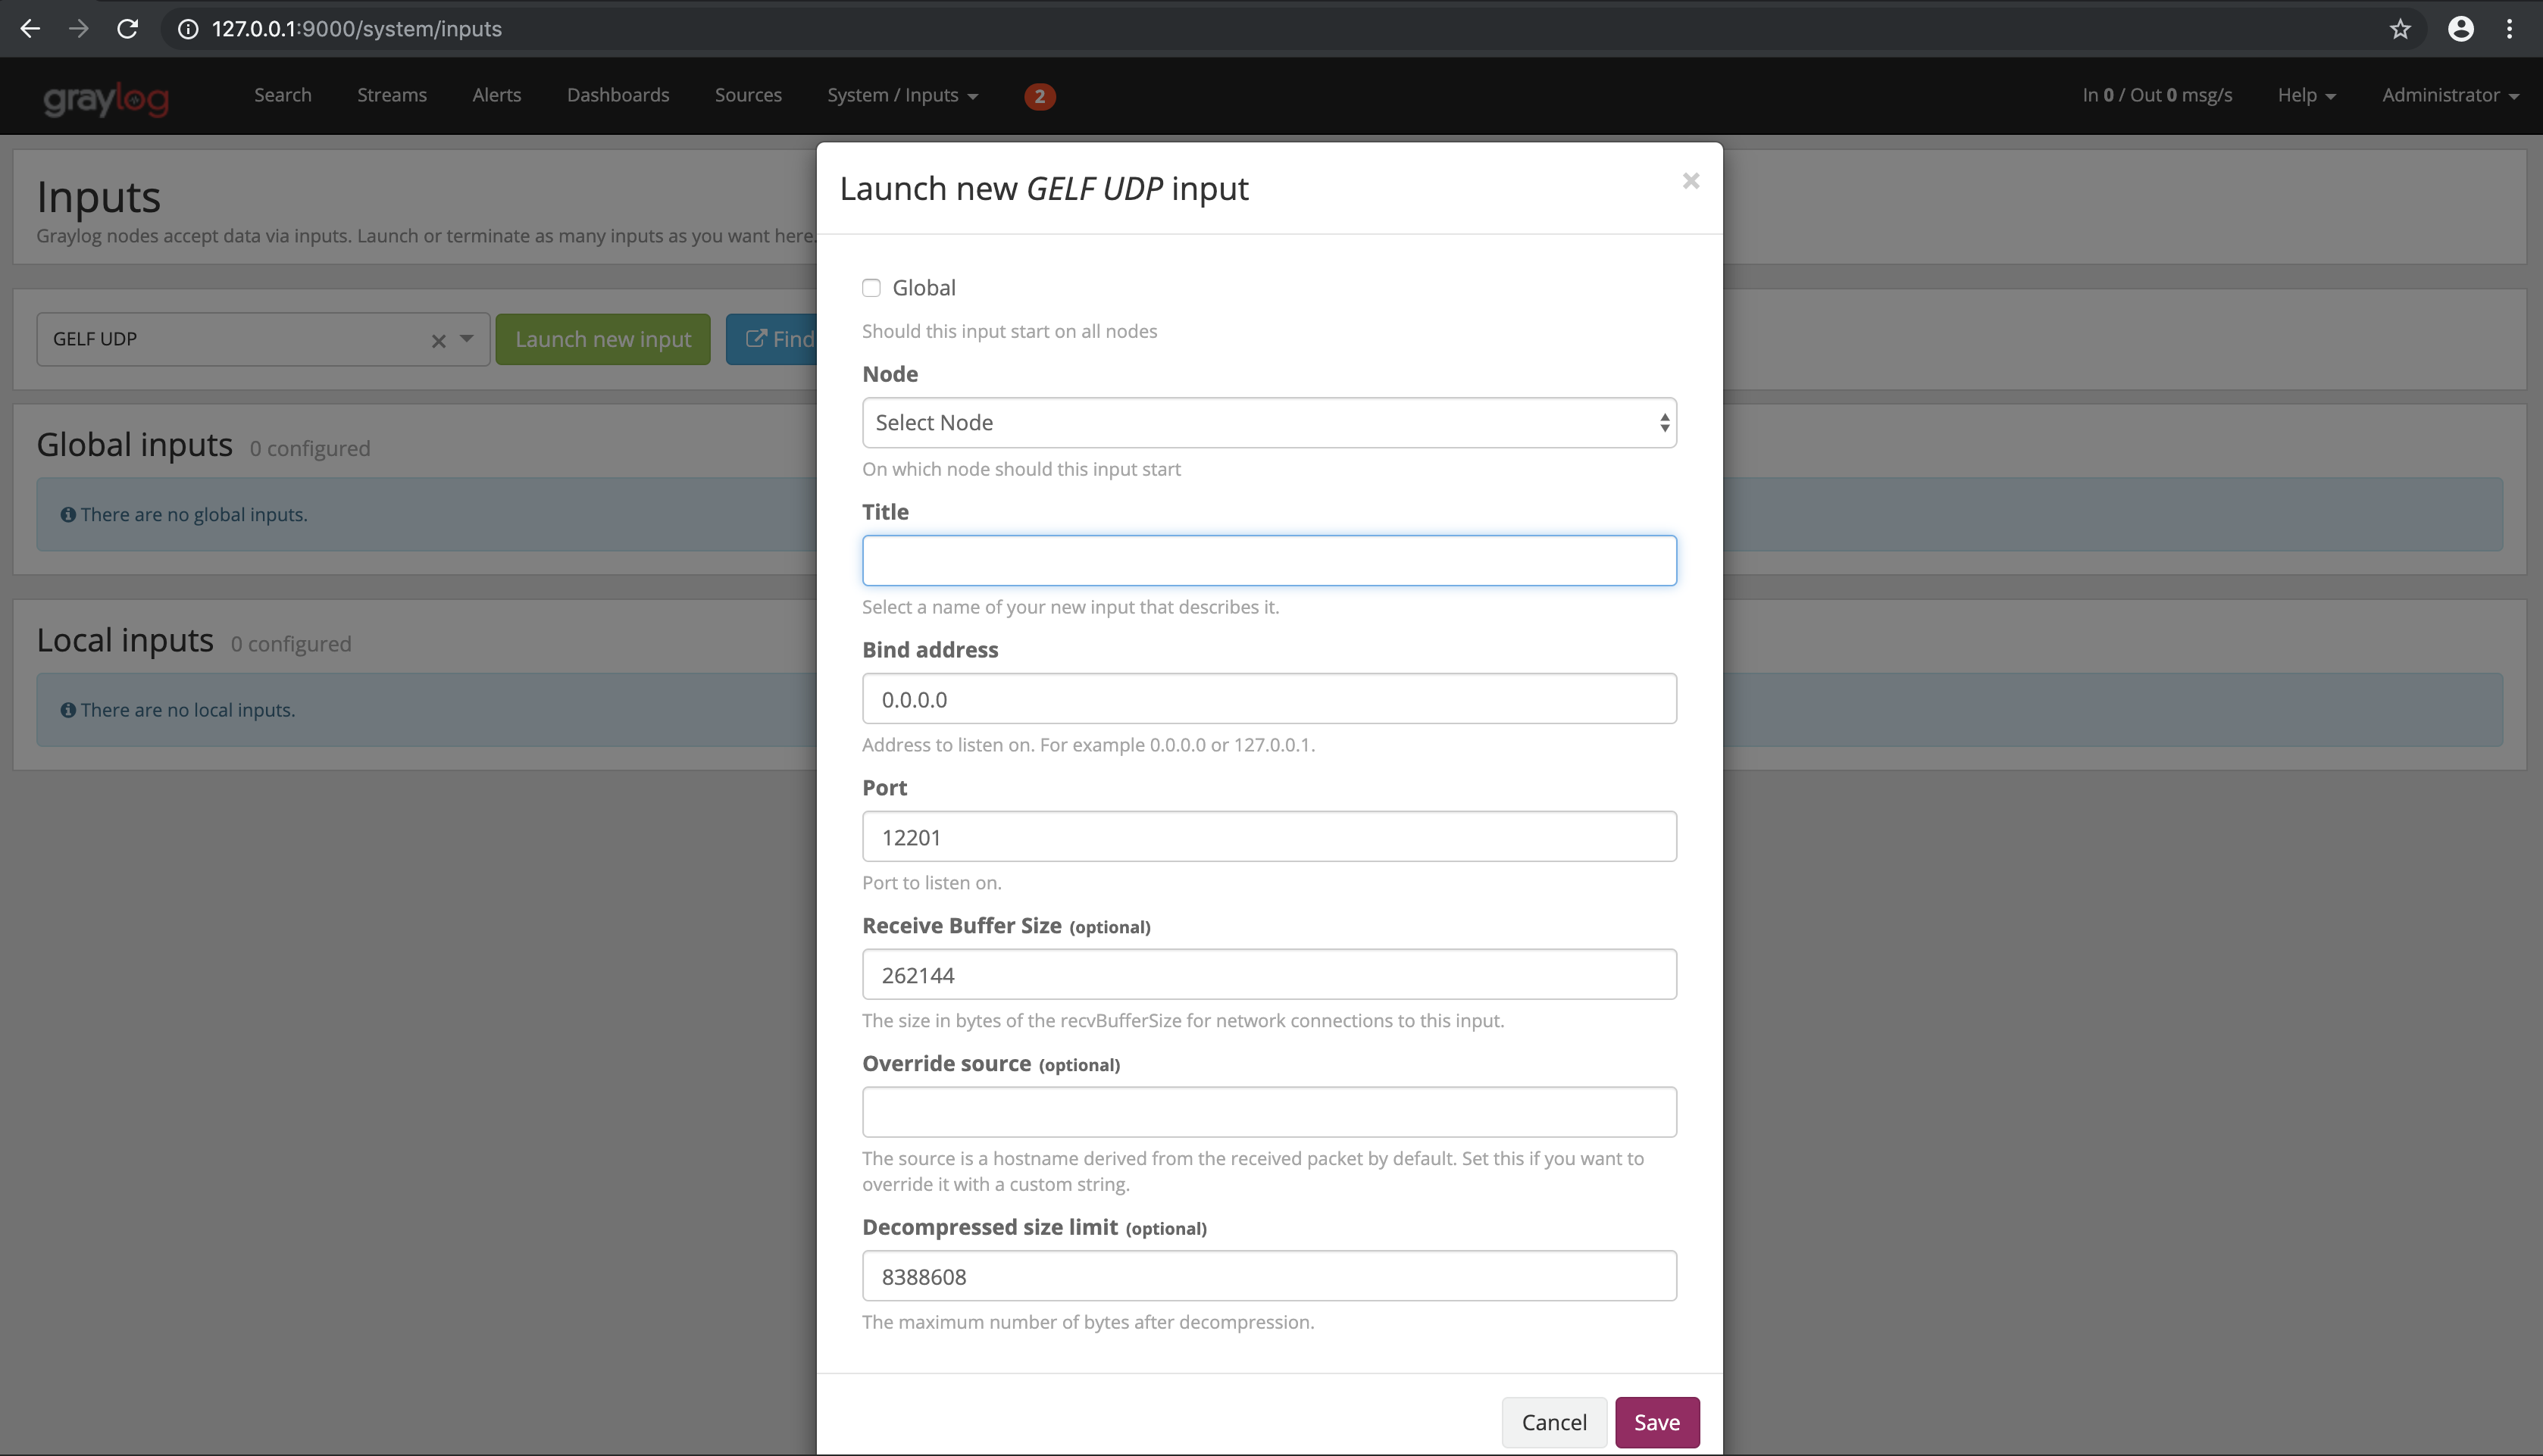 127.0.0.1:9000/system/inputs
graylog Search Streams Alerts Dashboards Sources System / Inputs 2 In 0 / Out 0 msg/s Help Administrator
Inputs
Graylog nodes accept data via inputs. Launch or terminate as many inputs as you want here.
GELF UDP Launch new input Find
Global inputs 0 configured
There are no global inputs.
Local inputs 0 configured
There are no local inputs.
Launch new GELF UDP input
Global
Should this input start on all nodes
Node
Select Node
On which node should this input start
Title
Select a name of your new input that describes it.
Bind address
0.0.0.0
Address to listen on. For example 0.0.0.0 or 127.0.0.1.
Port
12201
Port to listen on.
Receive Buffer Size (optional)
262144
The size in bytes of the recvBufferSize for network connections to this input.
Override source (optional)
The source is a hostname derived from the received packet by default. Set this if you want to
override it with a custom string.
Decompressed size limit (optional)
8388608
The maximum number of bytes after decompression.
Cancel Save